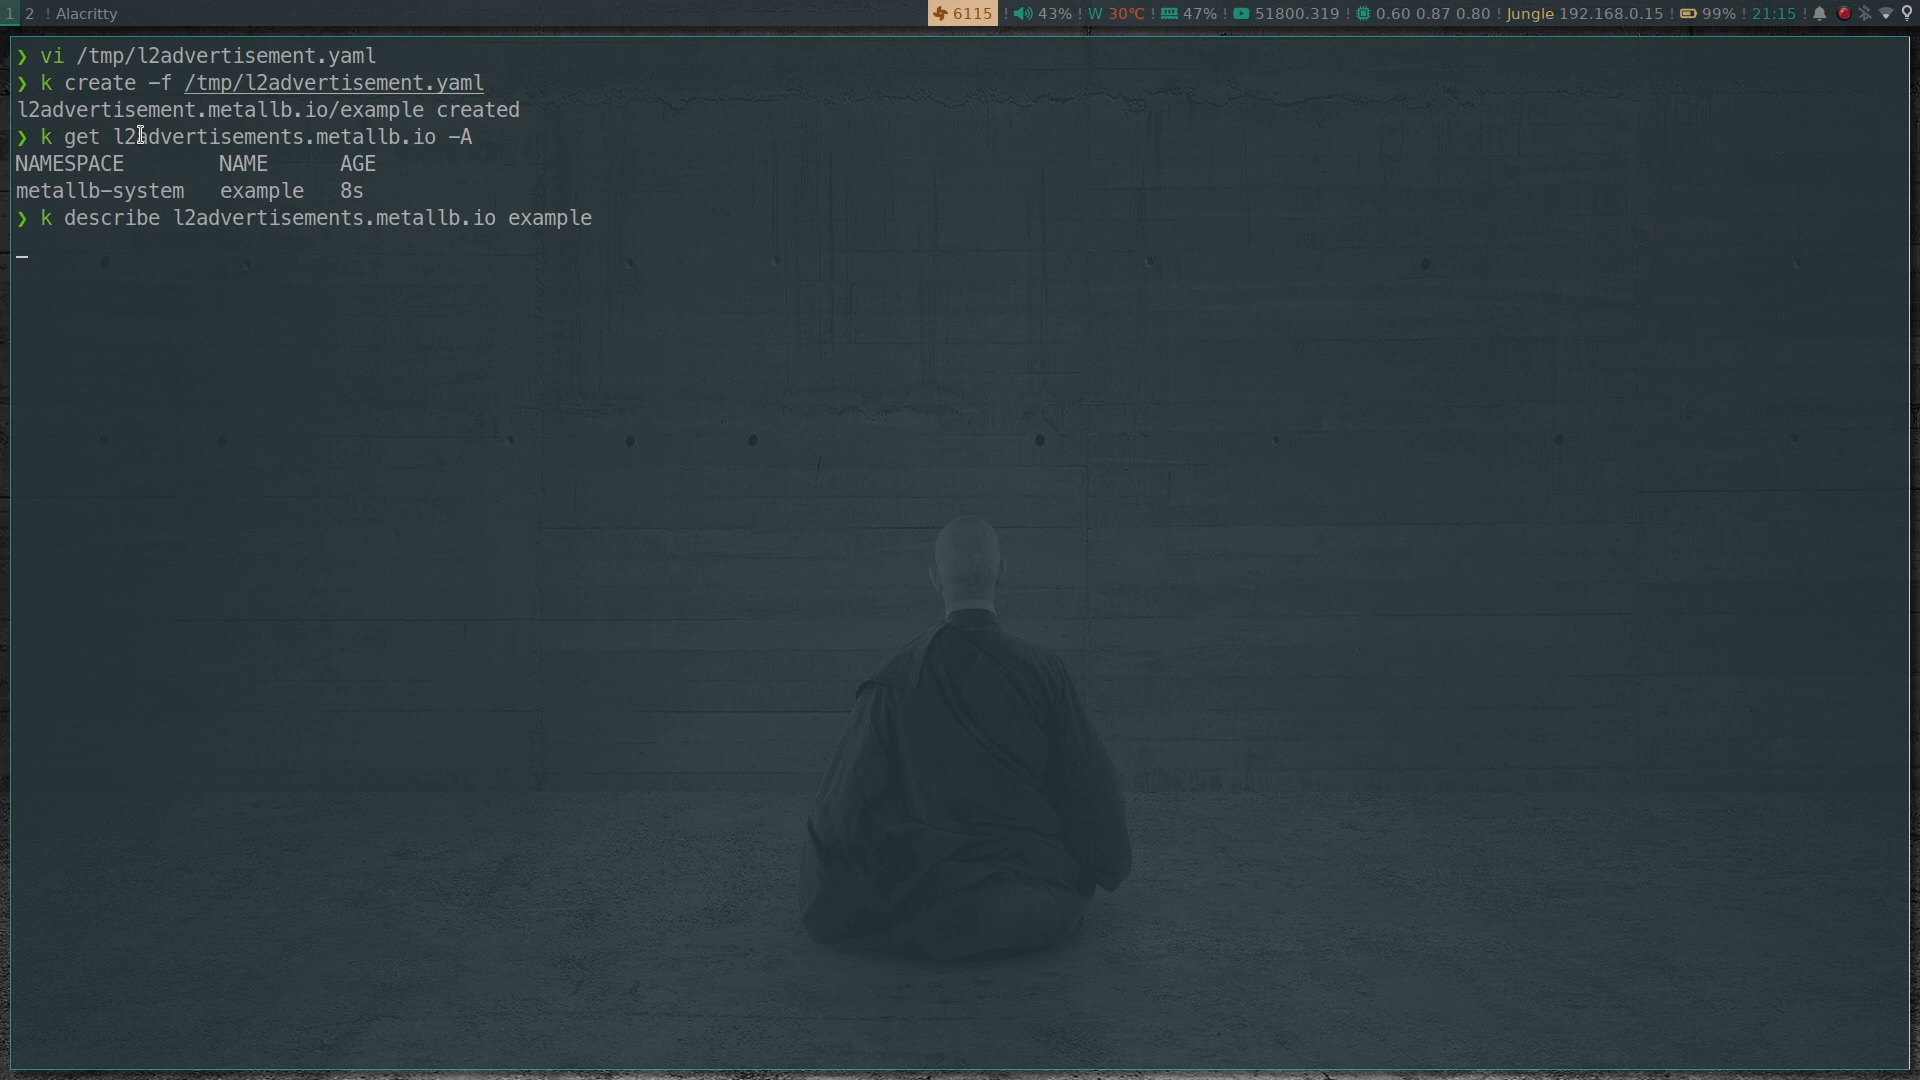 1 2 ! Alacritty 6115 ! 43% ! W 30℃ ! 47% ! 51800.319 ! 0.60 0.87 0.80 ! Jungle 192.168.0.15 ! 99% ! 21:15 !
❯ vi /tmp/l2advertisement.yaml
❯ k create -f /tmp/l2advertisement.yaml
l2advertisement.metallb.io/example created
❯ k get l2advertisements.metallb.io -A
NAMESPACE NAME AGE
metallb-system example 8s
❯ k describe l2advertisements.metallb.io example